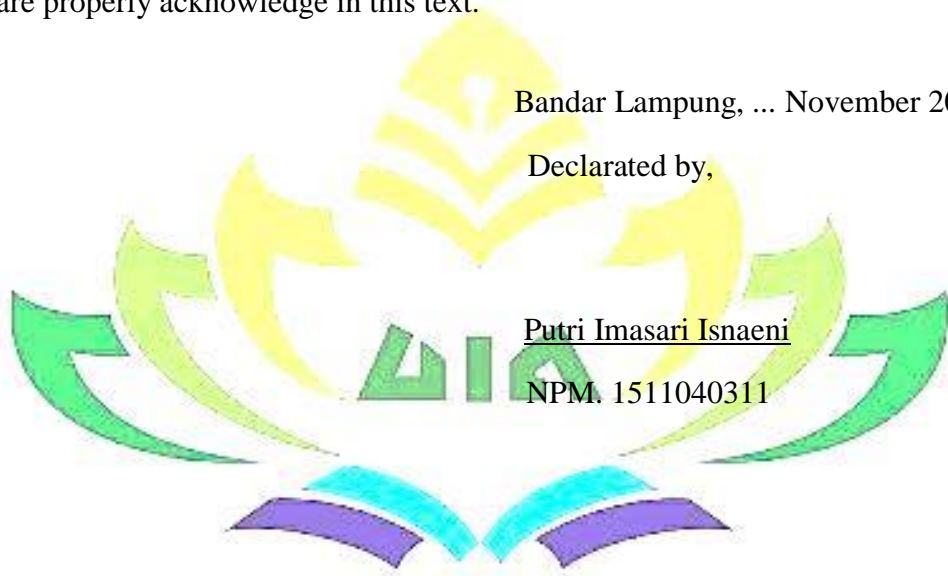 are properly acknowledge in this text.
Bandar Lampung, ... November 20
Declarated by,
Putri Imasari Isnaeni
NPM. 1511040311